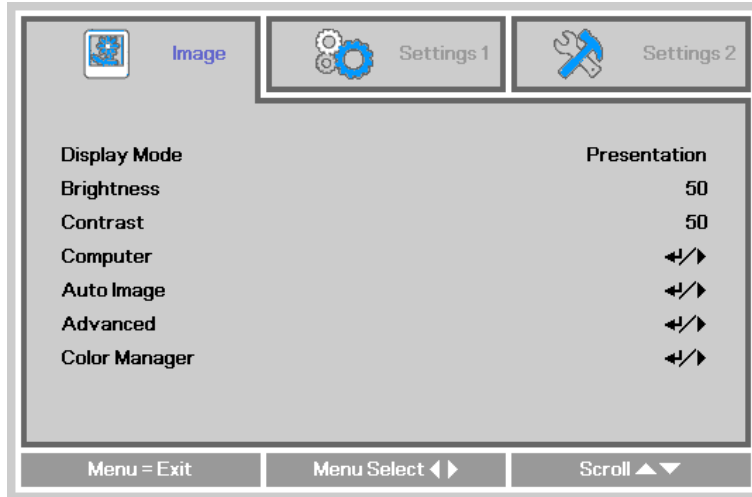 Image
Settings 1
Settings 2
Display Mode Presentation
Brightness 50
Contrast 50
Computer ↵/▶
Auto Image ↵/▶
Advanced ↵/▶
Color Manager ↵/▶
Menu = Exit
Menu Select ◀▶
Scroll ▲▼